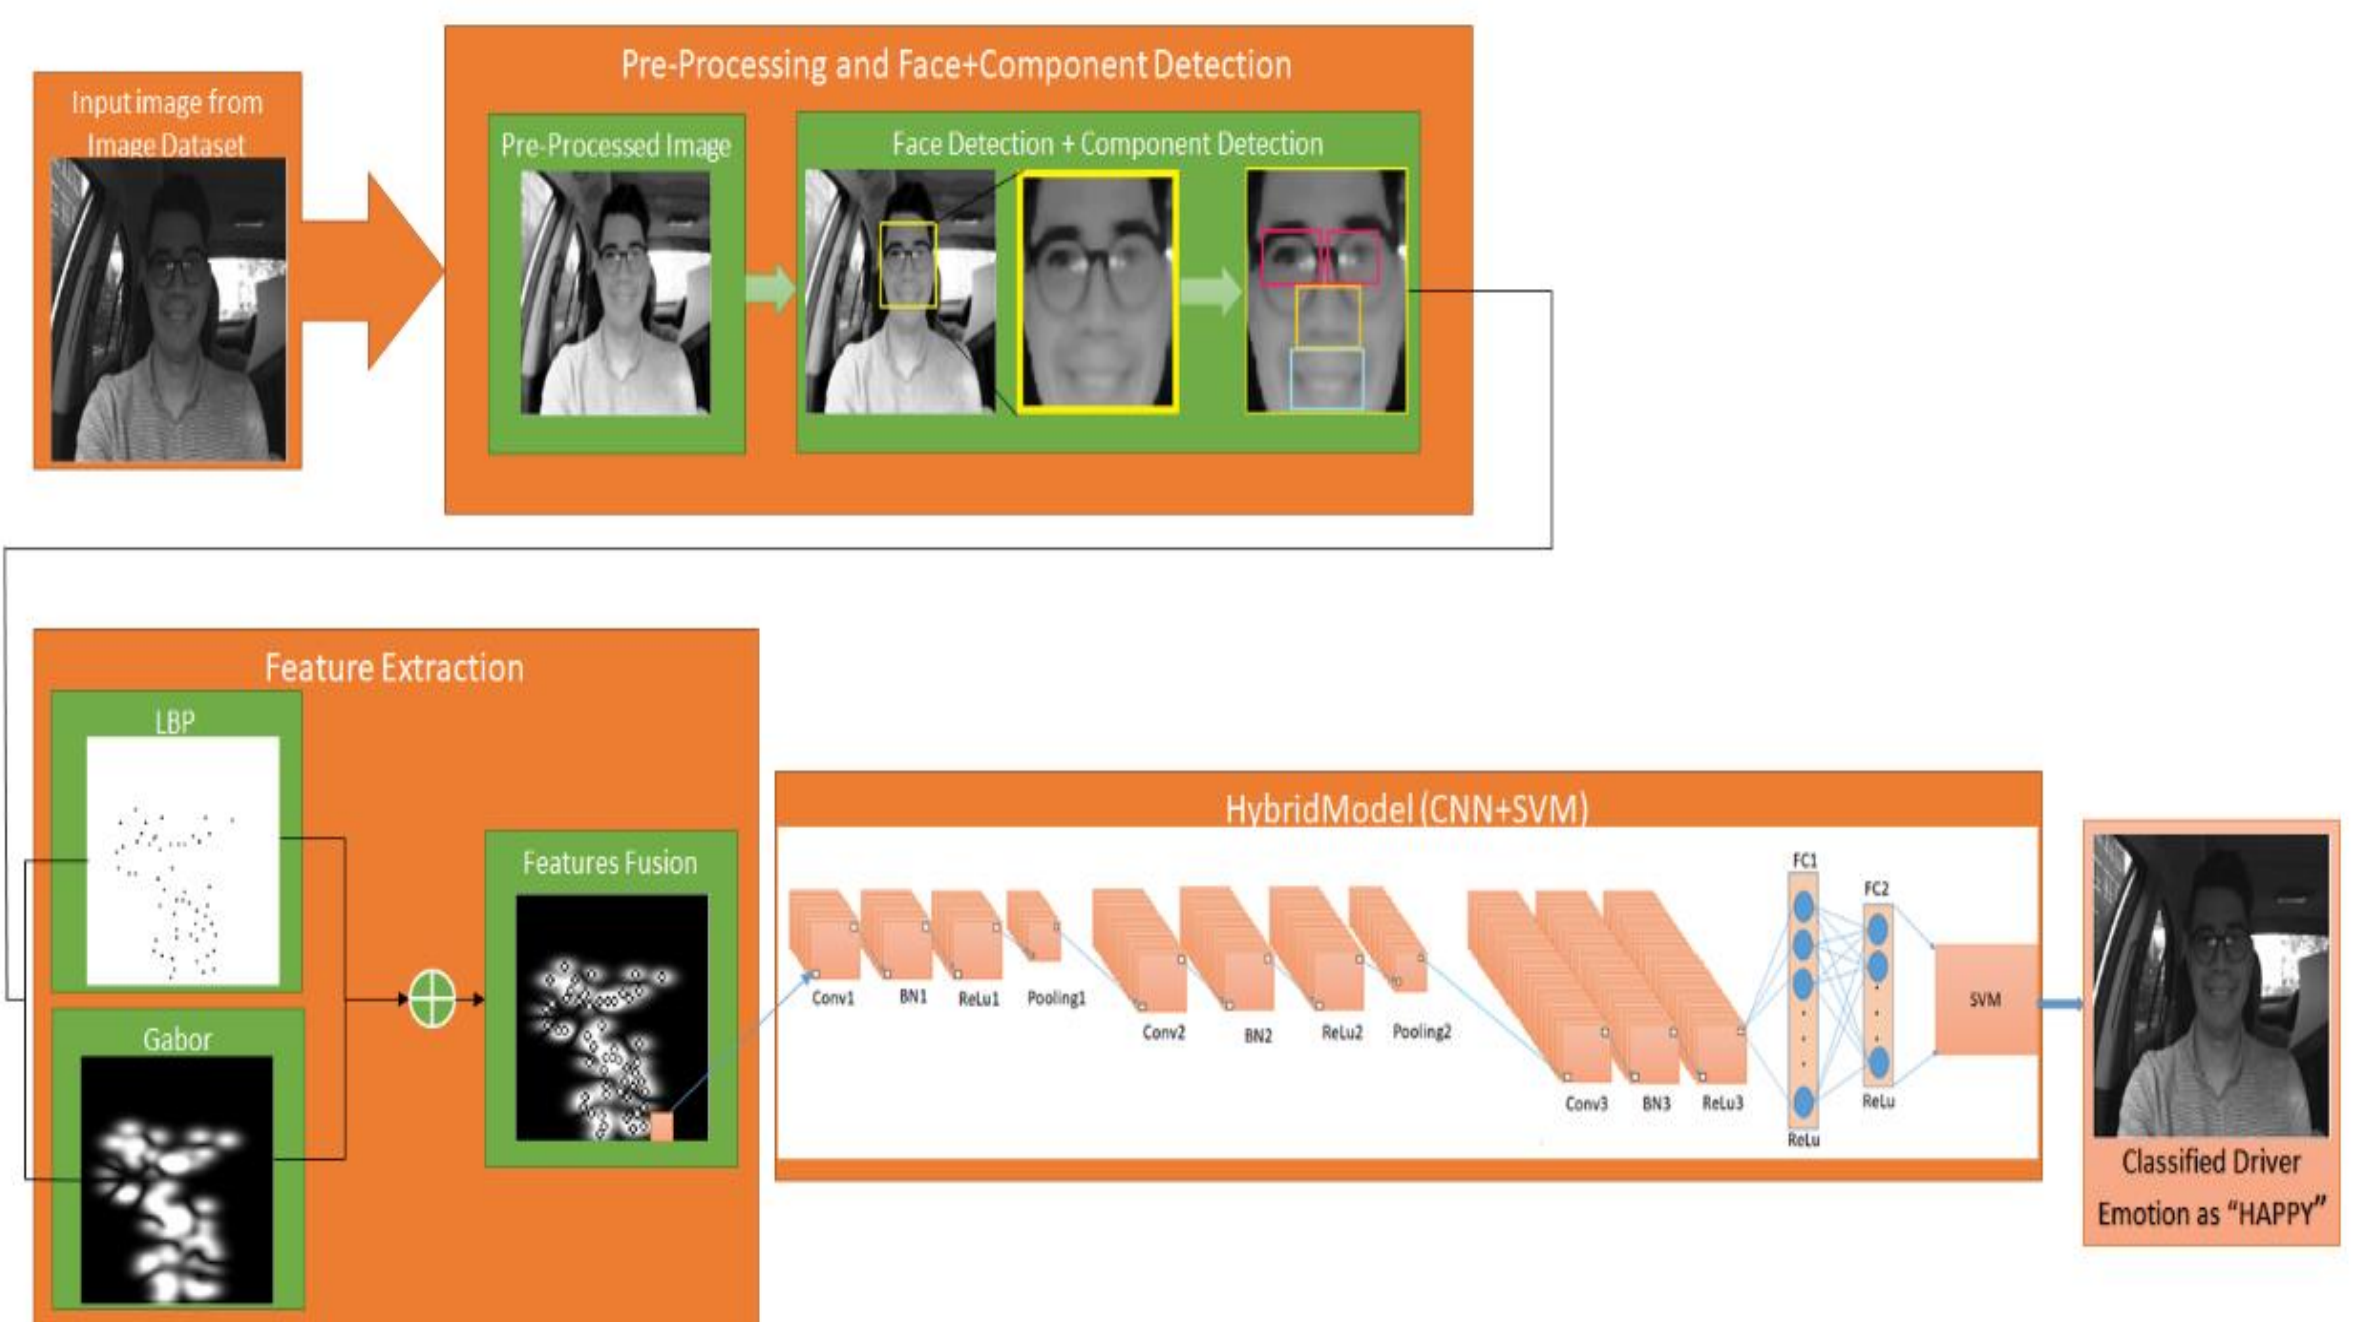 Input image from
Image Dataset
Pre-Processing and Face+Component Detection
Pre-Processed Image
Face Detection + Component Detection
Feature Extraction
LBP
Gabor
Features Fusion
HybridModel (CNN+SVM)
Conv1
BN1
ReLu1
Pooling1
Conv2
BN2
ReLu2
Pooling2
Conv3
BN3
ReLu3
FC1
ReLu
FC2
ReLu
SVM
Classified Driver
Emotion as “HAPPY”